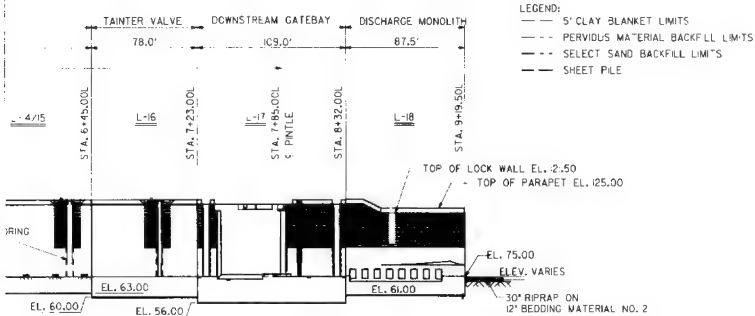 TAINTER VALVE
DOWNSTREAM GATEBAY
DISCHARGE MONOLITH
78.0'
109.0'
87.5'
LEGEND:
5' CLAY BLANKET LIMITS
PERVIOUS MATERIAL BACKFILL LIMITS
SELECT SAND BACKFILL LIMITS
SHEET PILE
L-4/15
STA. 6+45.00L
L-16
STA. 7+23.00L
L-17
STA. 7+85.00L
℄ PINTLE
STA. 8+32.00L
L-18
STA. 9+19.50L
TOP OF LOCK WALL EL. 12.50
TOP OF PARAPET EL. 125.00
ORING
EL. 75.00
ELEV. VARIES
EL. 60.00
EL. 63.00
EL. 56.00
EL. 61.00
30" RIPRAP ON
12" BEDDING MATERIAL NO. 2